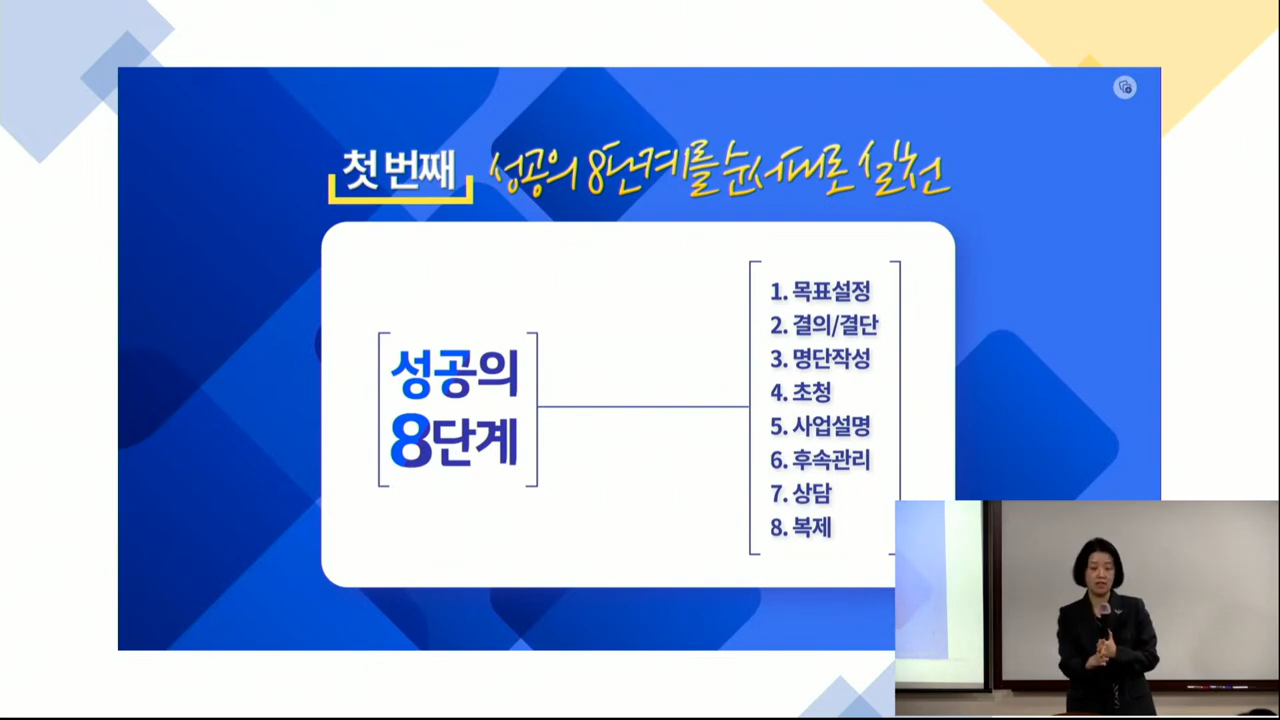 첫 번째 성공의 8단계를 순서대로 실천
성공의
8단계
1. 목표설정
2. 결의/결단
3. 명단작성
4. 초청
5. 사업설명
6. 후속관리
7. 상담
8. 복제